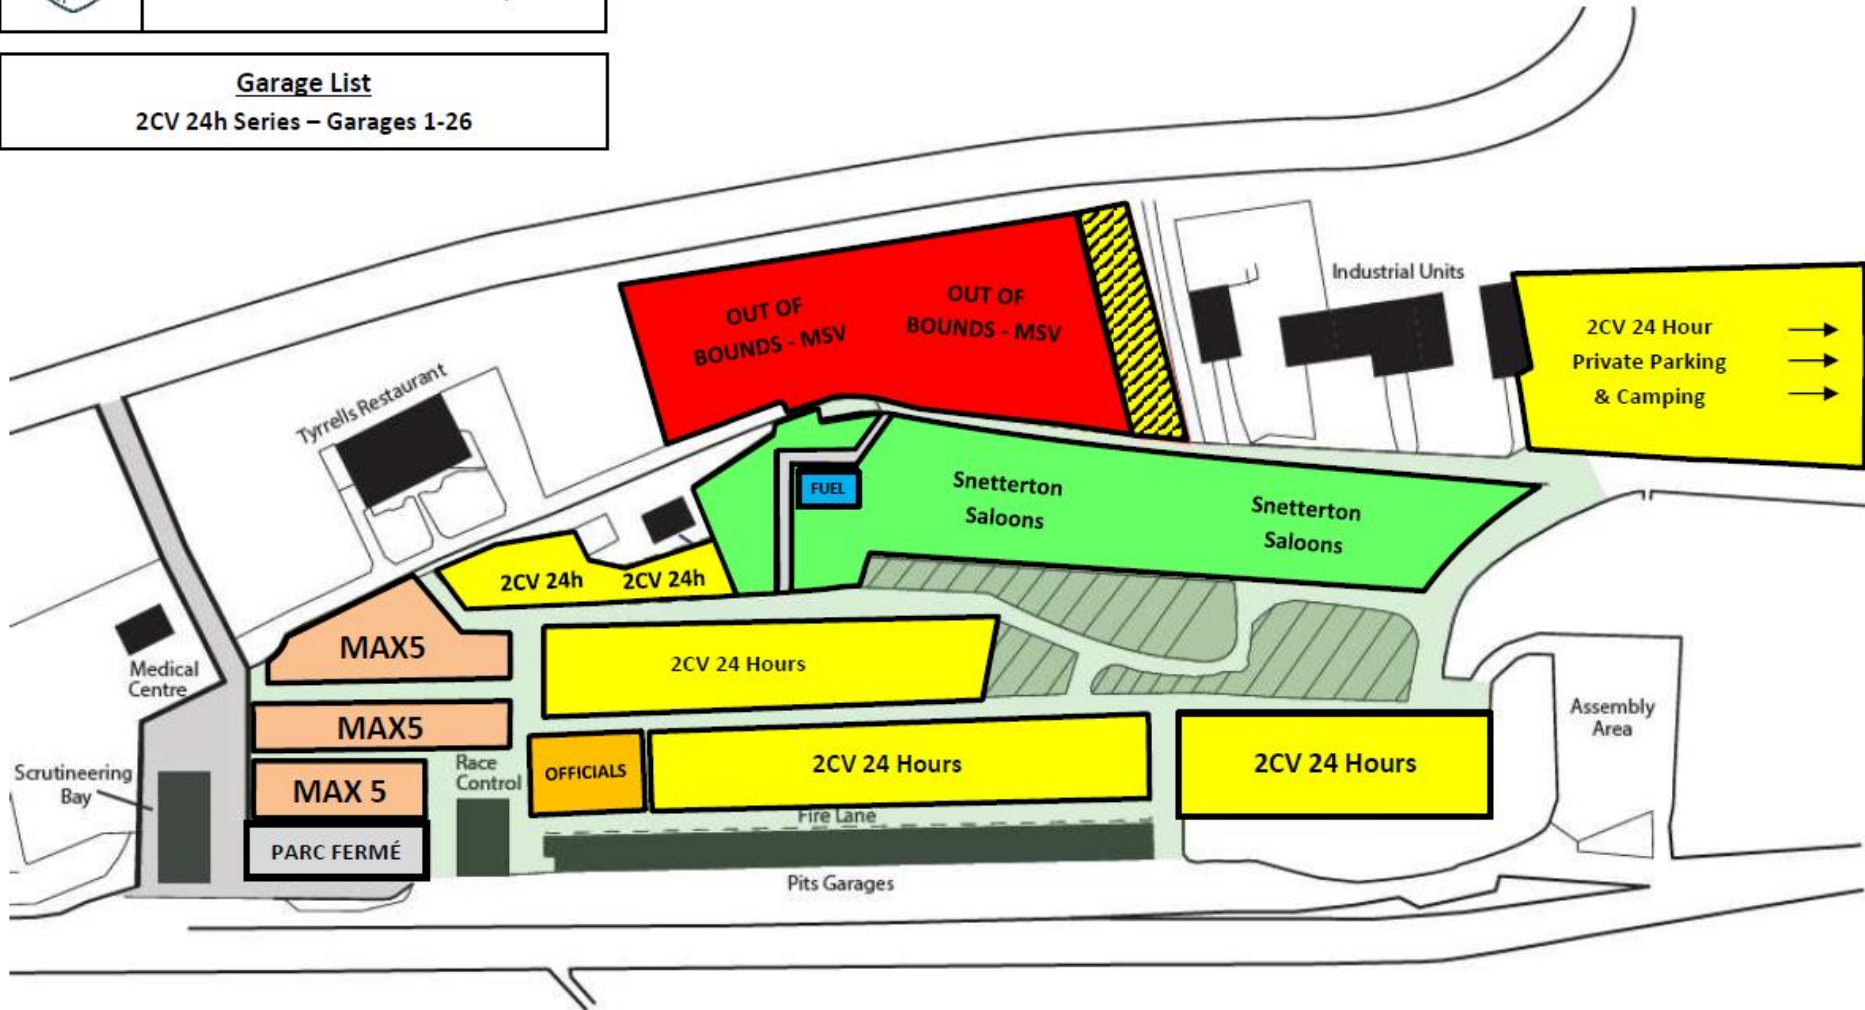 Garage List
2CV 24h Series – Garages 1-26
OUT OF
BOUNDS - MSV
OUT OF
BOUNDS - MSV
Industrial Units
2CV 24 Hour
Private Parking
& Camping
Tyrrells Restaurant
FUEL
Snetterton
Saloons
Snetterton
Saloons
2CV 24h
2CV 24h
MAX5
2CV 24 Hours
Medical
Centre
MAX5
Assembly
Area
Race
Control
OFFICIALS
2CV 24 Hours
2CV 24 Hours
Scrutineering
Bay
MAX 5
Fire Lane
PARC FERMÉ
Pits Garages